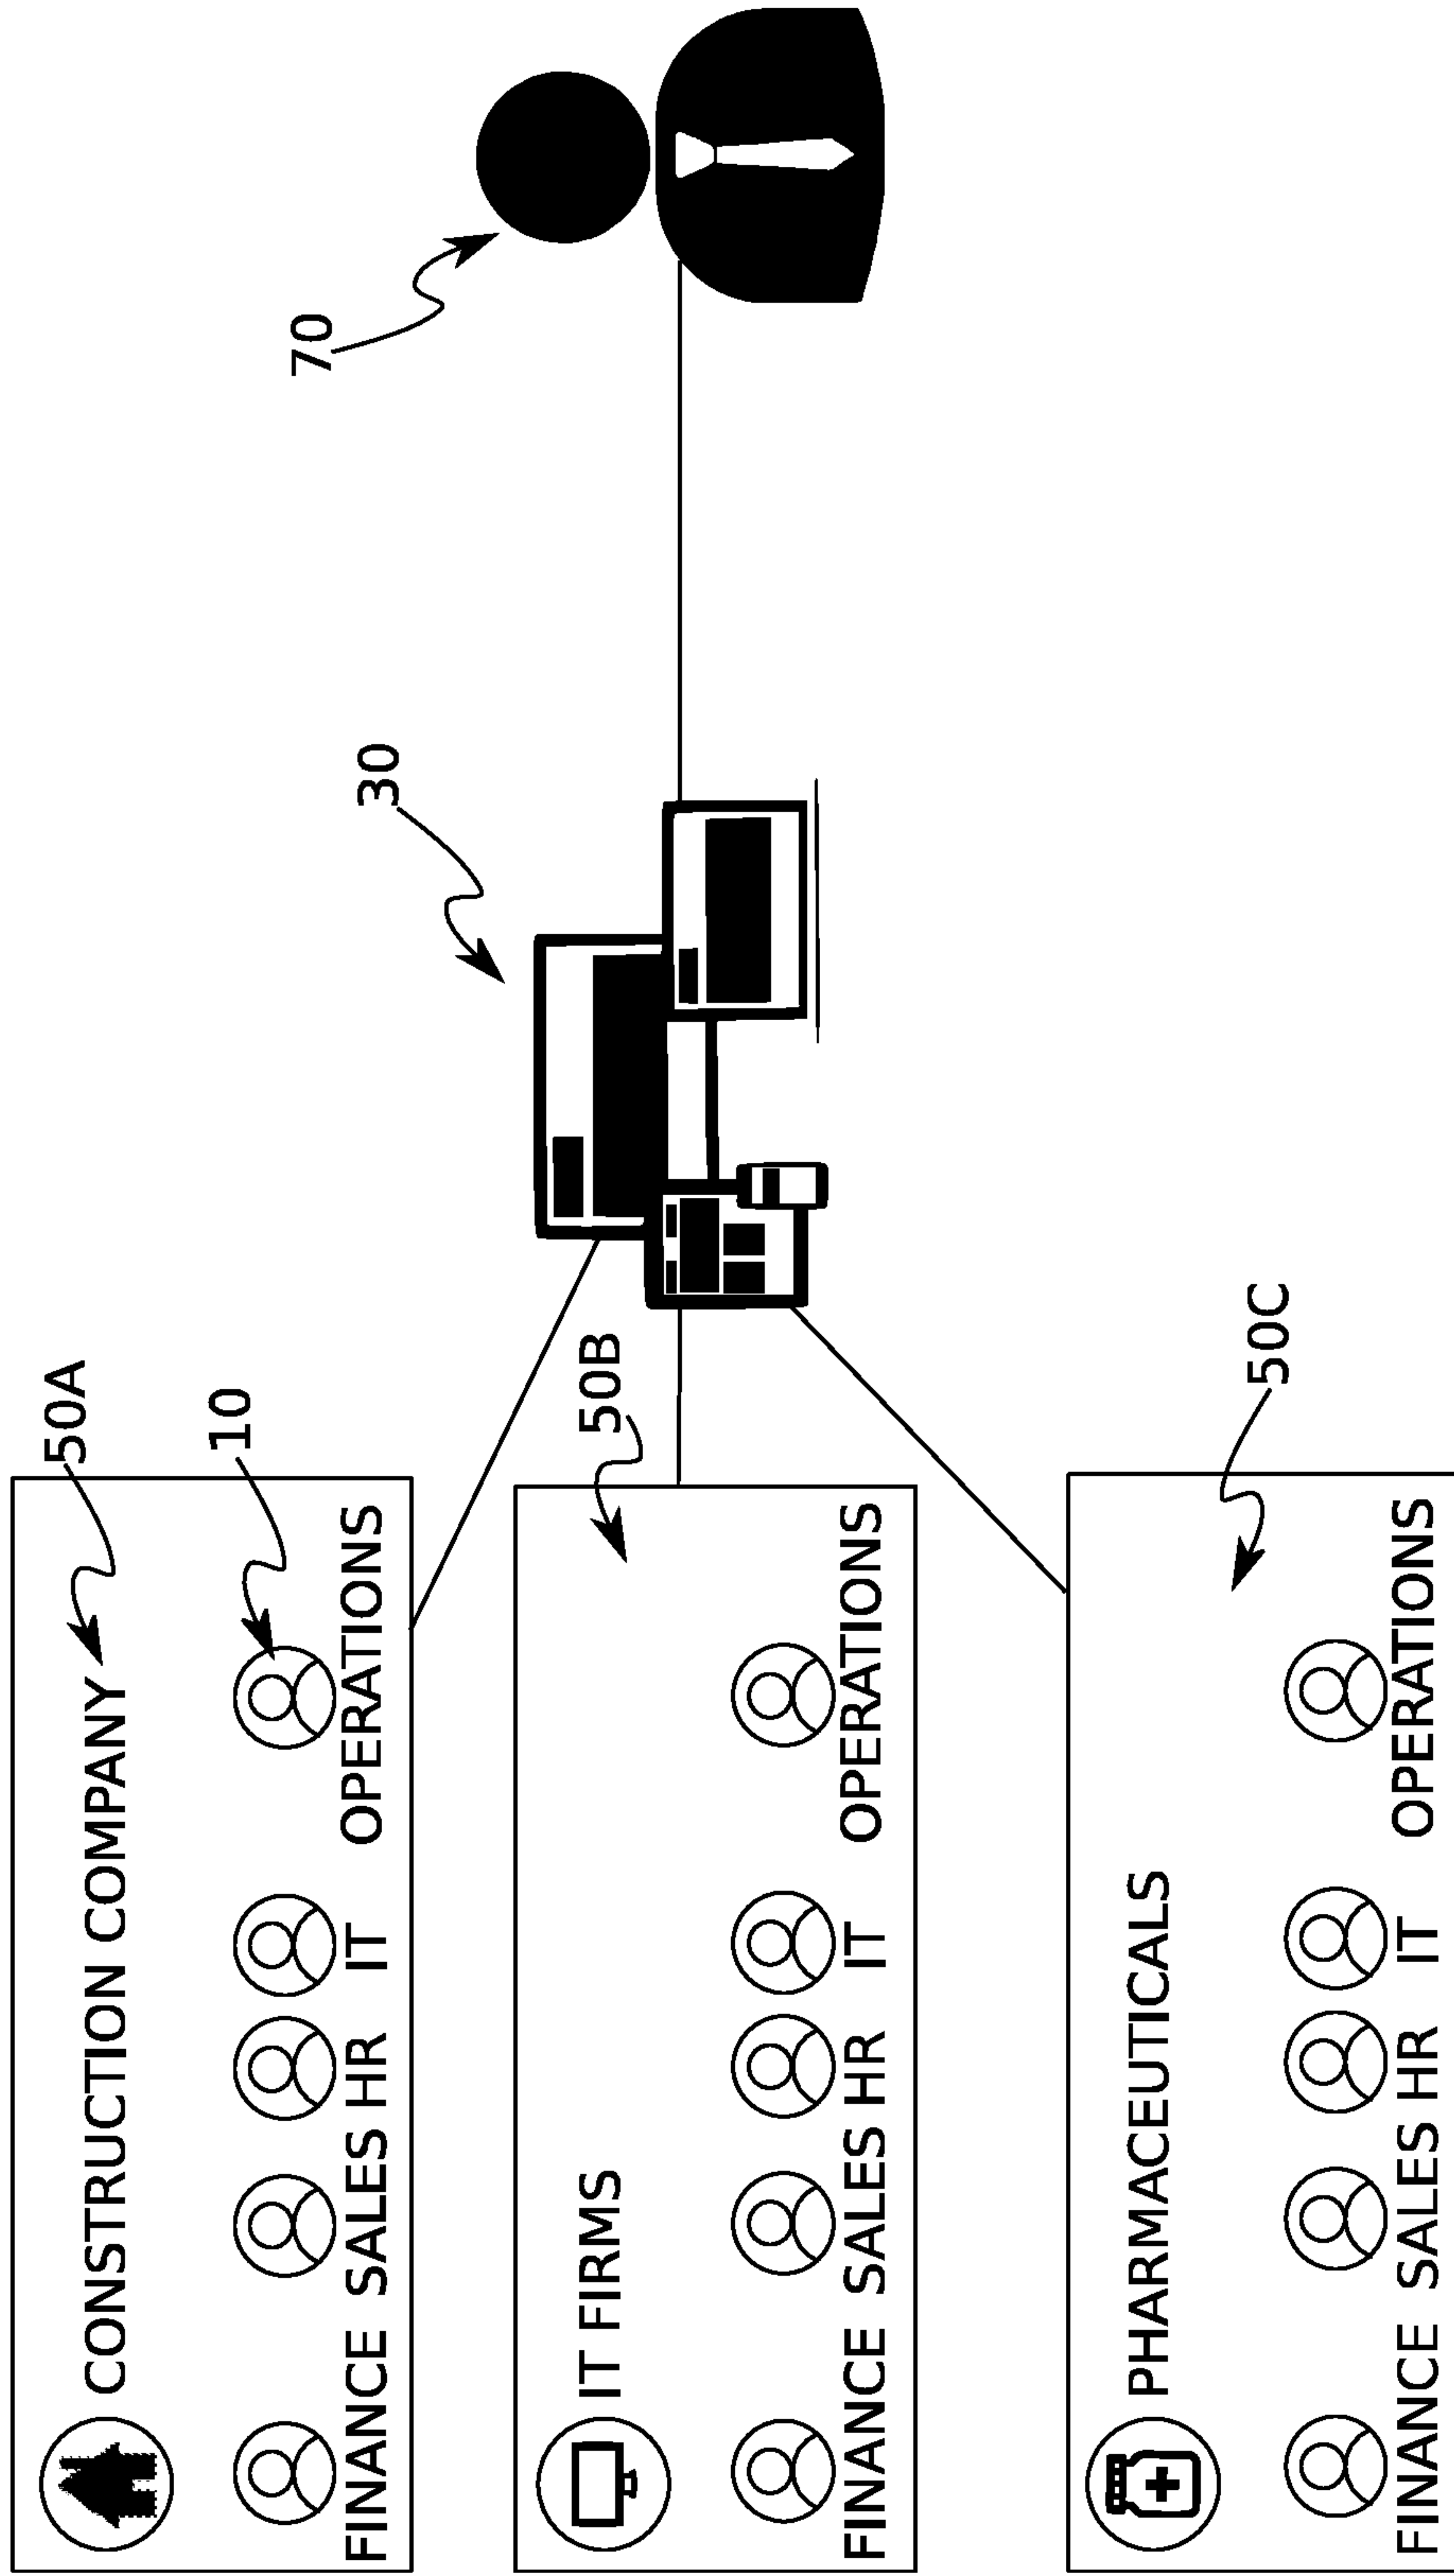 CONSTRUCTION COMPANY
50A
10
FINANCE SALES HR IT OPERATIONS
IT FIRMS
50B
FINANCE SALES HR IT OPERATIONS
PHARMACEUTICALS
50C
FINANCE SALES HR IT OPERATIONS
30
70